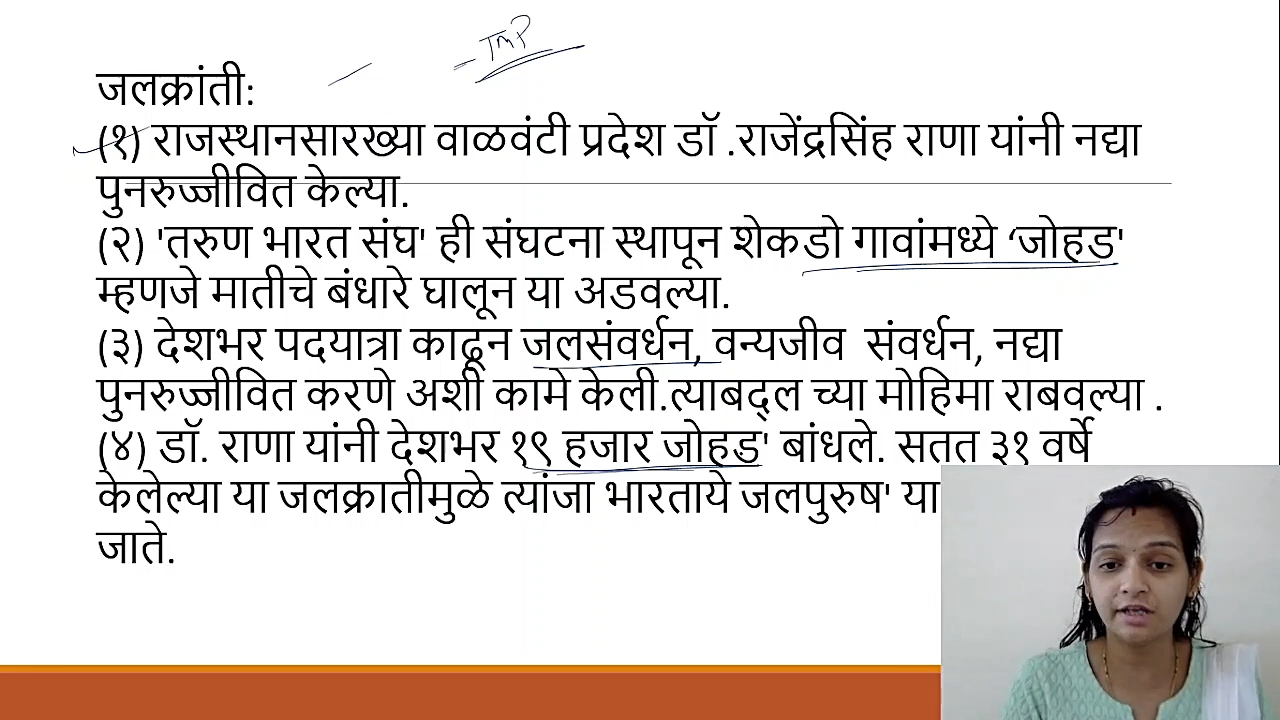 Imp
जलक्रांती:
(१) राजस्थानसारख्या वाळवंटी प्रदेश डॉ .राजेंद्रसिंह राणा यांनी नद्या
पुनरुज्जीवित केल्या.
(२) 'तरुण भारत संघ' ही संघटना स्थापून शेकडो गावांमध्ये ‘जोहड'
म्हणजे मातीचे बंधारे घालून या अडवल्या.
(३) देशभर पदयात्रा काढून जलसंवर्धन, वन्यजीव संवर्धन, नद्या
पुनरुज्जीवित करणे अशी कामे केली.त्याबद्ल च्या मोहिमा राबवल्या .
(४) डॉ. राणा यांनी देशभर १९ हजार जोहड' बांधले. सतत ३१ वर्षे
केलेल्या या जलक्रातीमुळे त्यांजा भारताये जलपुरुष' या
जाते.